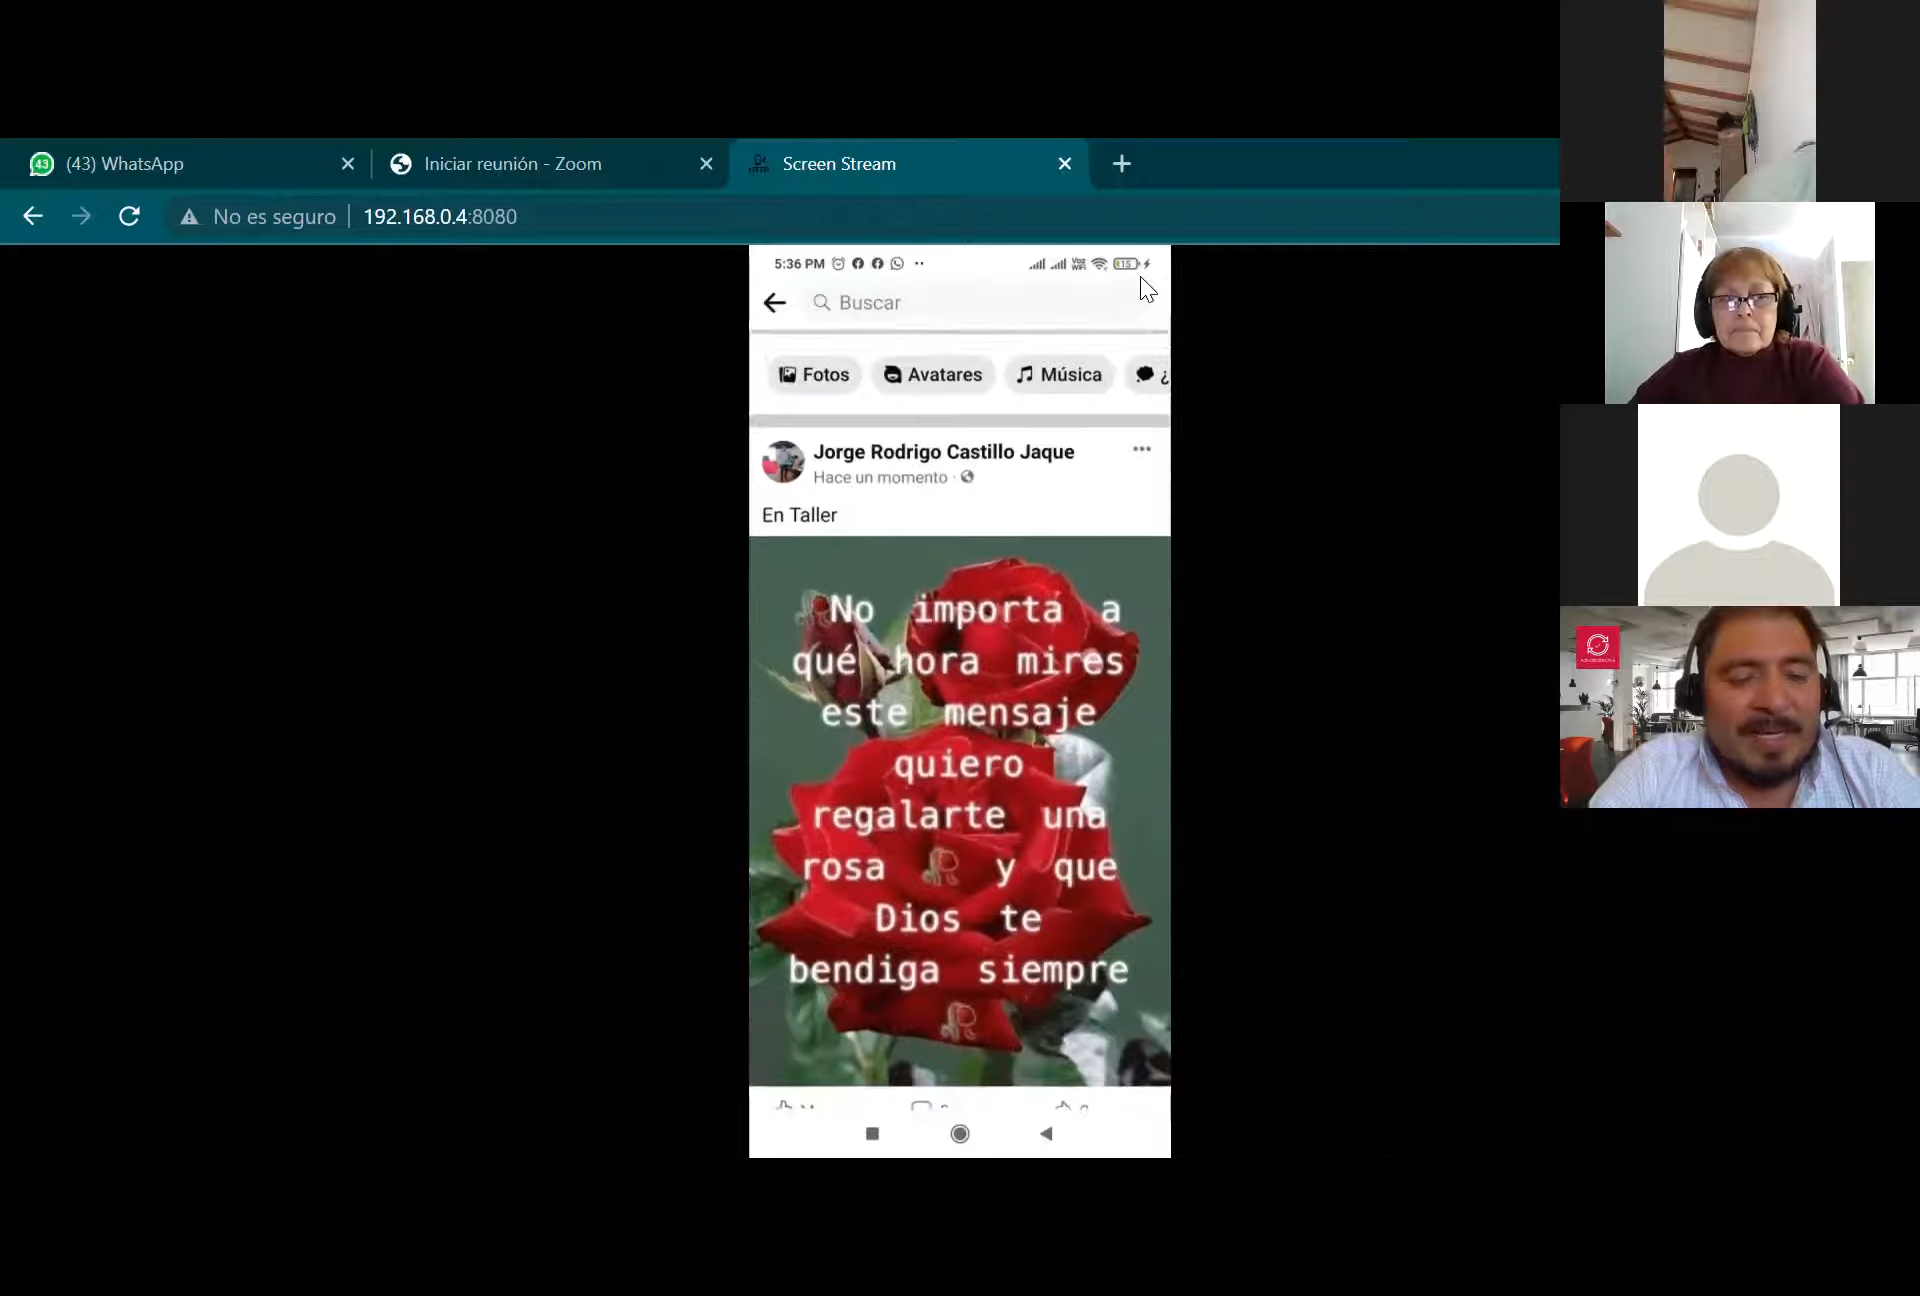 (43) WhatsApp
Iniciar reunión - Zoom
Screen Stream
No es seguro
192.168.0.4:8080
5:36 PM
15
Buscar
Fotos
Avatares
Música
¿
Jorge Rodrigo Castillo Jaque
Hace un momento ·
En Taller
No importa a
qué hora mires
este mensaje
quiero
regalarte una
rosa y que
Dios te
bendiga siempre